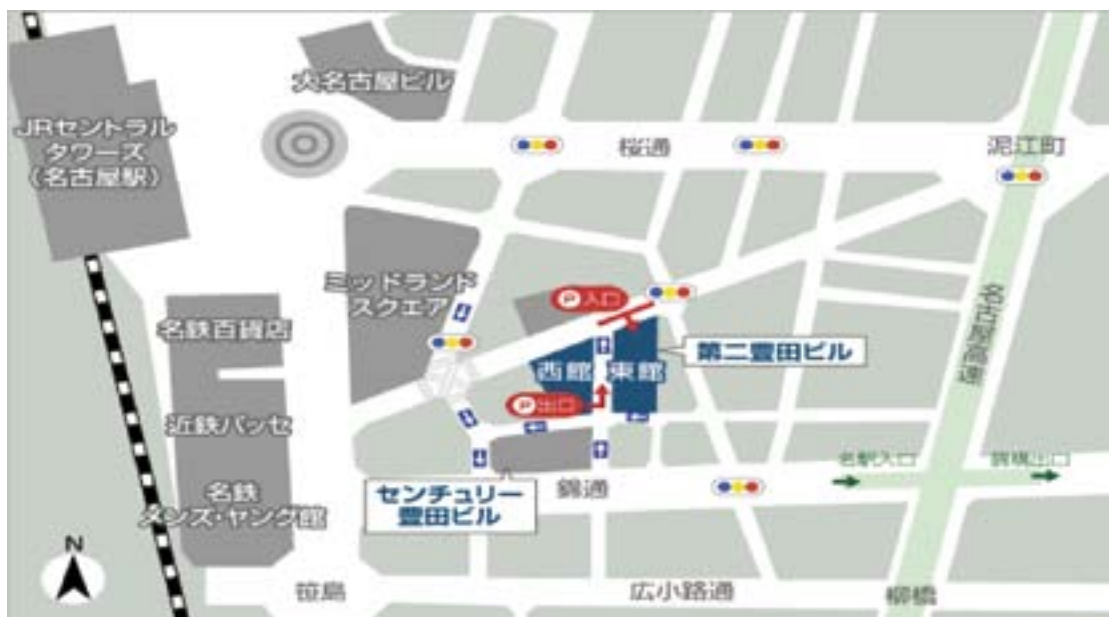 大名古屋ビル
JRセントラル
タワーズ
(名古屋駅)
桜通
泥江町
ミッドランド
スクエア
P入口
名鉄百貨店
第二豊田ビル
西館
東館
P出口
近鉄パッセ
名駅入口
錦橋出口
名鉄
メンズ・ヤング館
センチュリー
豊田ビル
錦通
名古屋高速
N
笹島
広小路通
柳橋